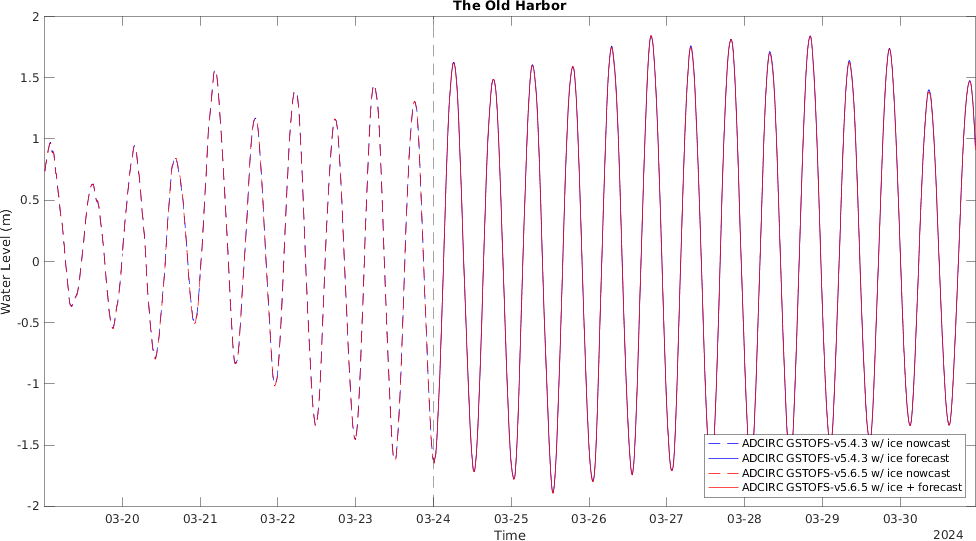 The Old Harbor
2
1.5
1
0.5
0
-0.5
-1
-1.5
-2
Water Level (m)
03-20 03-21 03-22 03-23 03-24 03-25 03-26 03-27 03-28 03-29 03-30
Time
2024
ADCIRC GSTOFS-v5.4.3 w/ ice nowcast
ADCIRC GSTOFS-v5.4.3 w/ ice forecast
ADCIRC GSTOFS-v5.6.5 w/ ice nowcast
ADCIRC GSTOFS-v5.6.5 w/ ice + forecast